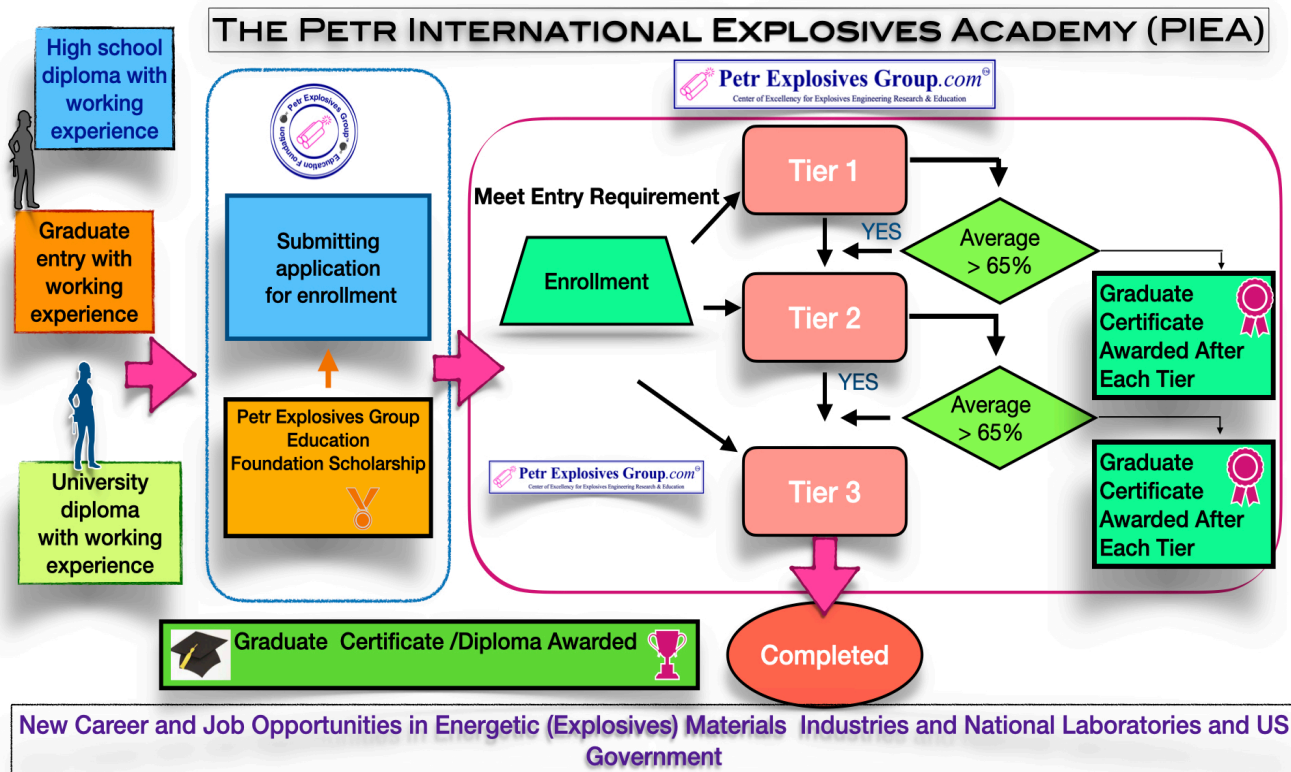 THE PETR INTERNATIONAL EXPLOSIVES ACADEMY (PIEA)
High school
diploma with
working
experience
Graduate
entry with
working
experience
University
diploma
with working
experience
Petr Explosives Group
Education Foundation
Submitting
application
for enrollment
Petr Explosives Group
Education
Foundation Scholarship
Petr Explosives Group.com
Center of Excellency for Explosives Engineering Research & Education
Meet Entry Requirement
Enrollment
Tier 1
YES
Average
> 65%
Graduate
Certificate
Awarded After
Each Tier
Tier 2
YES
Average
> 65%
Graduate
Certificate
Awarded After
Each Tier
Petr Explosives Group.com
Center of Excellency for Explosives Engineering Research & Education
Tier 3
Graduate Certificate /Diploma Awarded
Completed
New Career and Job Opportunities in Energetic (Explosives) Materials Industries and National Laboratories and US
Government